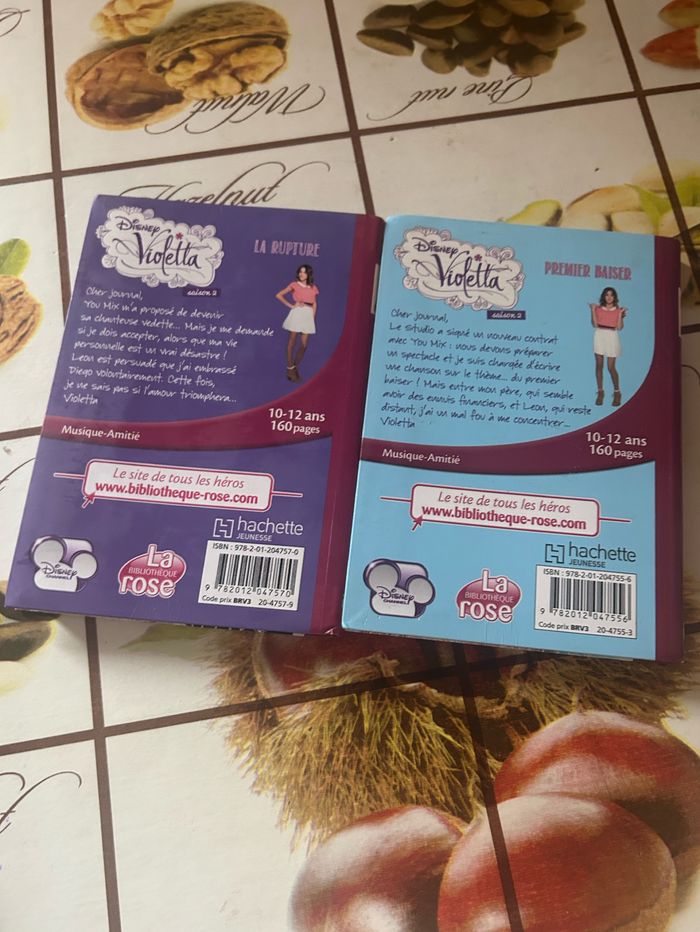 Walnut
Pine nut
Hazelnut
DISNEY
Violetta
saison 2
LA RUPTURE
Cher journal,
You Mix m'a proposé de devenir
sa chanteuse vedette... Mais je me demande
si je dois accepter, alors que ma vie
personnelle est un vrai désastre !
Leon est persuadé que j'ai embrassé
Diego volontairement. Cette fois,
je ne sais pas si l'amour triomphera...
Violetta
10-12 ans
160 pages
Musique-Amitié
Le site de tous les héros
www.bibliotheque-rose.com
hachette
JEUNESSE
DISNEY
CHANNEL
La
BIBLIOTHÈQUE
rose
ISBN : 978-2-01-204757-0
9 782012 047570
Code prix BRV3 20-4757-9
DISNEY
Violetta
saison 2
PREMIER BAISER
Cher journal,
Le studio a signé un nouveau contrat
avec You Mix : nous devons préparer
un spectacle et je suis chargée d'écrire
une chanson sur le thème... du premier
baiser ! Mais entre mon père, qui semble
avoir des ennuis financiers, et Leon, qui reste
distant, j'ai un mal fou à me concentrer...
Violetta
10-12 ans
160 pages
Musique-Amitié
Le site de tous les héros
www.bibliotheque-rose.com
hachette
JEUNESSE
DISNEY
CHANNEL
La
BIBLIOTHÈQUE
rose
ISBN : 978-2-01-204755-6
9 782012 047556
Code prix BRV3 20-4755-3